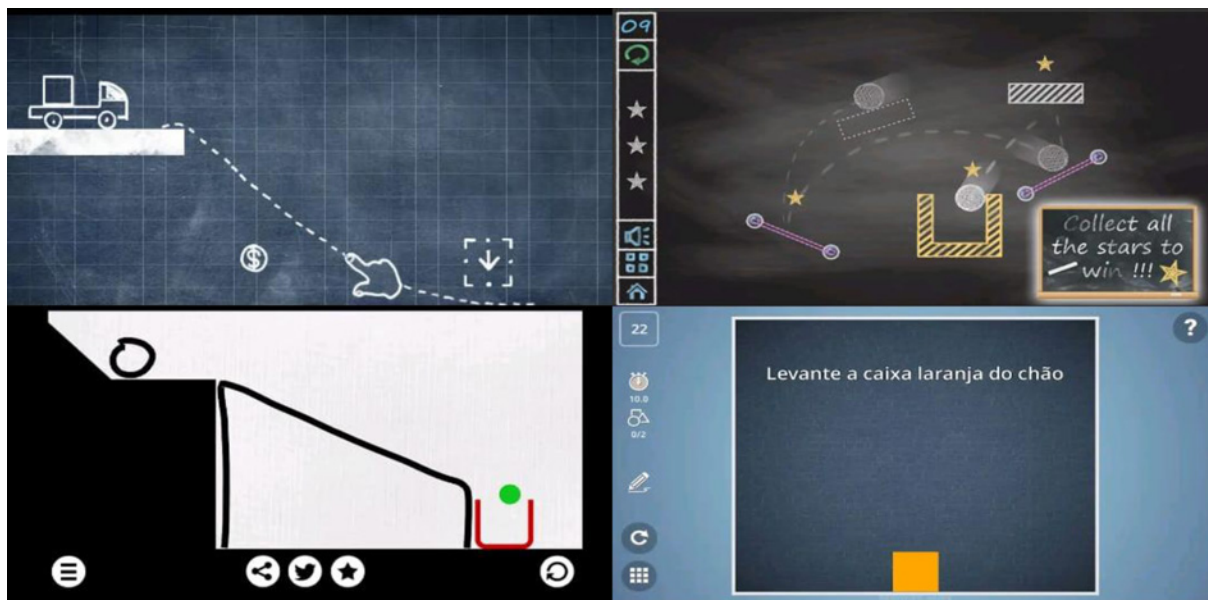 $
09
Collect all
the stars to
win !!!
22
Levante a caixa laranja do chão
?
10.0
0/2